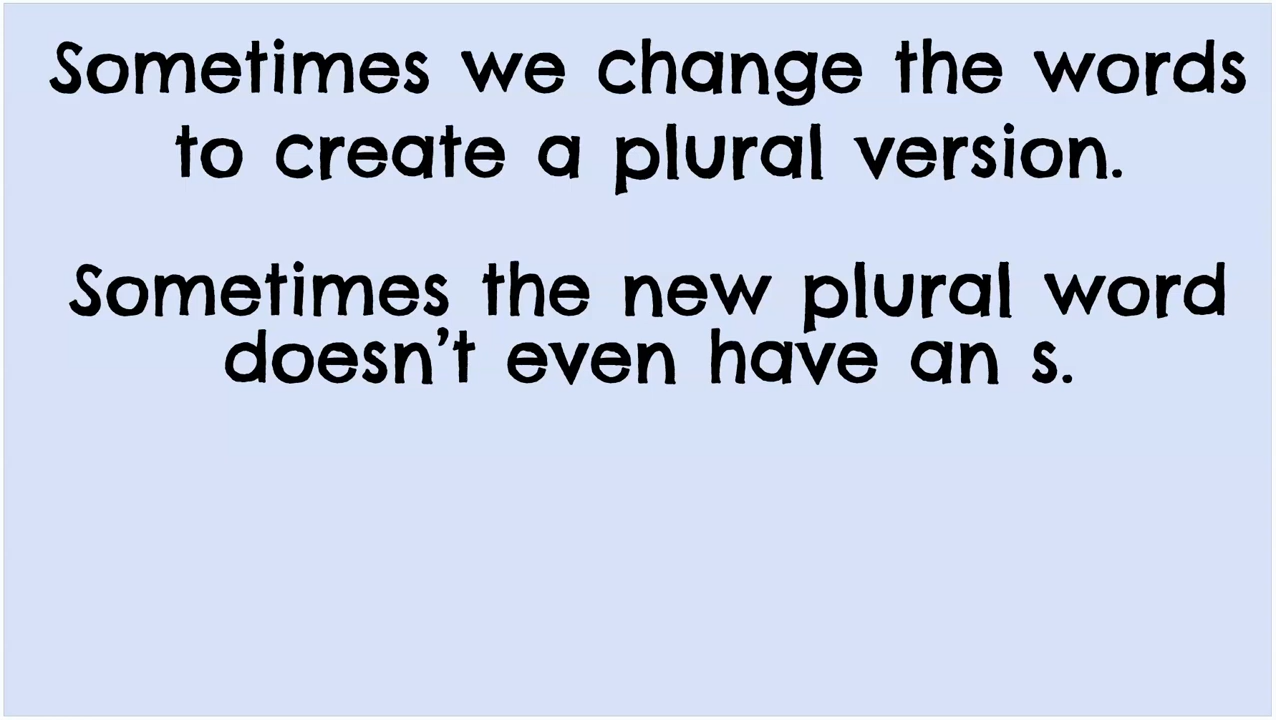 Sometimes we change the words
to create a plural version.
Sometimes the new plural word
doesn’t even have an s.